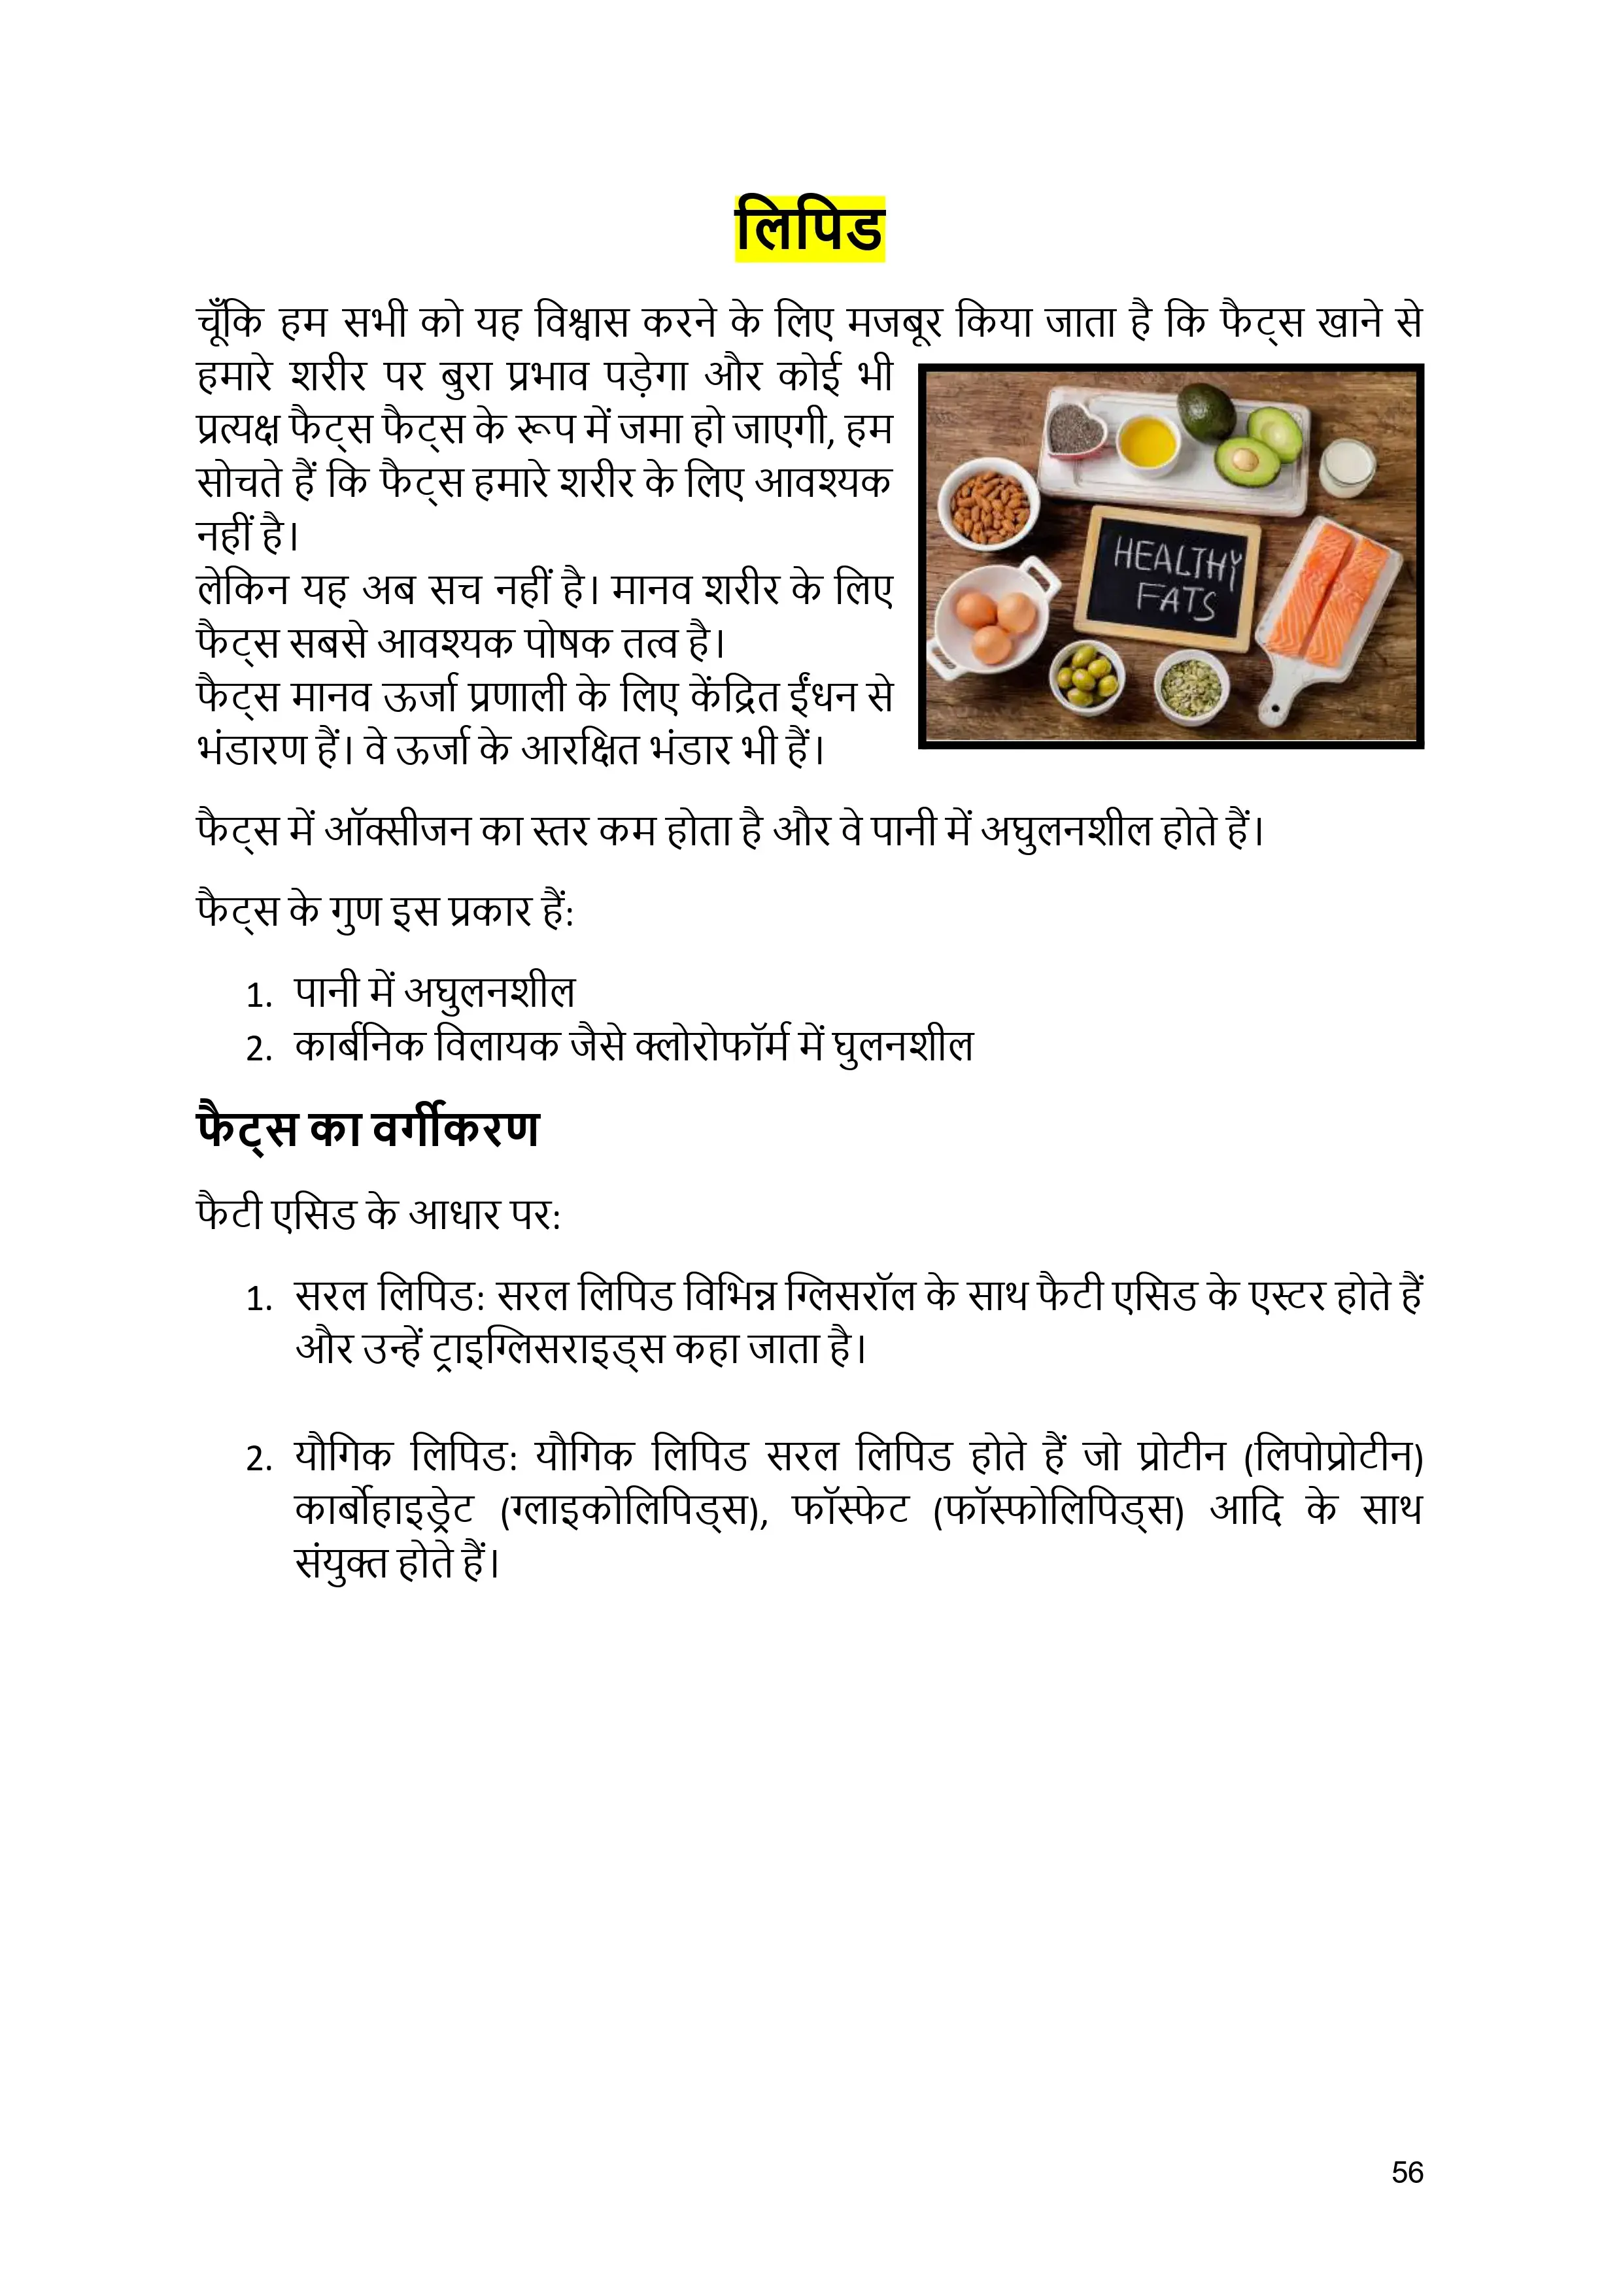 लिपिड
चूँकि हम सभी को यह विश्वास करने के लिए मजबूर किया जाता है कि फैट्स खाने से
हमारे शरीर पर बुरा प्रभाव पड़ेगा और कोई भी
प्रत्यक्ष फैट्स फैट्स के रूप में जमा हो जाएगी, हम
सोचते हैं कि फैट्स हमारे शरीर के लिए आवश्यक
नहीं है।
लेकिन यह अब सच नहीं है। मानव शरीर के लिए
फैट्स सबसे आवश्यक पोषक तत्व है।
फैट्स मानव ऊर्जा प्रणाली के लिए केंद्रित ईंधन से
भंडारण हैं। वे ऊर्जा के आरक्षित भंडार भी हैं।
HEALTHY
FATS
फैट्स में ऑक्सीजन का स्तर कम होता है और वे पानी में अघुलनशील होते हैं।
फैट्स के गुण इस प्रकार हैं:
1. पानी में अघुलनशील
2. कार्बनिक विलायक जैसे क्लोरोफॉर्म में घुलनशील
फैट्स का वर्गीकरण
फैटी एसिड के आधार पर:
1. सरल लिपिड: सरल लिपिड विभिन्न ग्लिसरॉल के साथ फैटी एसिड के एस्टर होते हैं
और उन्हें ट्राइग्लिसराइड्स कहा जाता है।
2. यौगिक लिपिड: यौगिक लिपिड सरल लिपिड होते हैं जो प्रोटीन (लिपोप्रोटीन)
कार्बोहाइड्रेट (ग्लाइकोलिपिड्स), फॉस्फेट (फॉस्फोलिपिड्स) आदि के साथ
संयुक्त होते हैं।
56